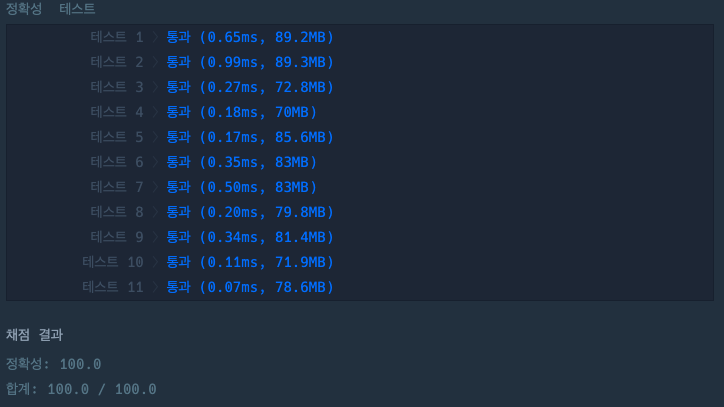 정확성 테스트
테스트 1 〉 통과 (0.65ms, 89.2MB)
테스트 2 〉 통과 (0.99ms, 89.3MB)
테스트 3 〉 통과 (0.27ms, 72.8MB)
테스트 4 〉 통과 (0.18ms, 70MB)
테스트 5 〉 통과 (0.17ms, 85.6MB)
테스트 6 〉 통과 (0.35ms, 83MB)
테스트 7 〉 통과 (0.50ms, 83MB)
테스트 8 〉 통과 (0.20ms, 79.8MB)
테스트 9 〉 통과 (0.34ms, 81.4MB)
테스트 10 〉 통과 (0.11ms, 71.9MB)
테스트 11 〉 통과 (0.07ms, 78.6MB)
채점 결과
정확성: 100.0
합계: 100.0 / 100.0